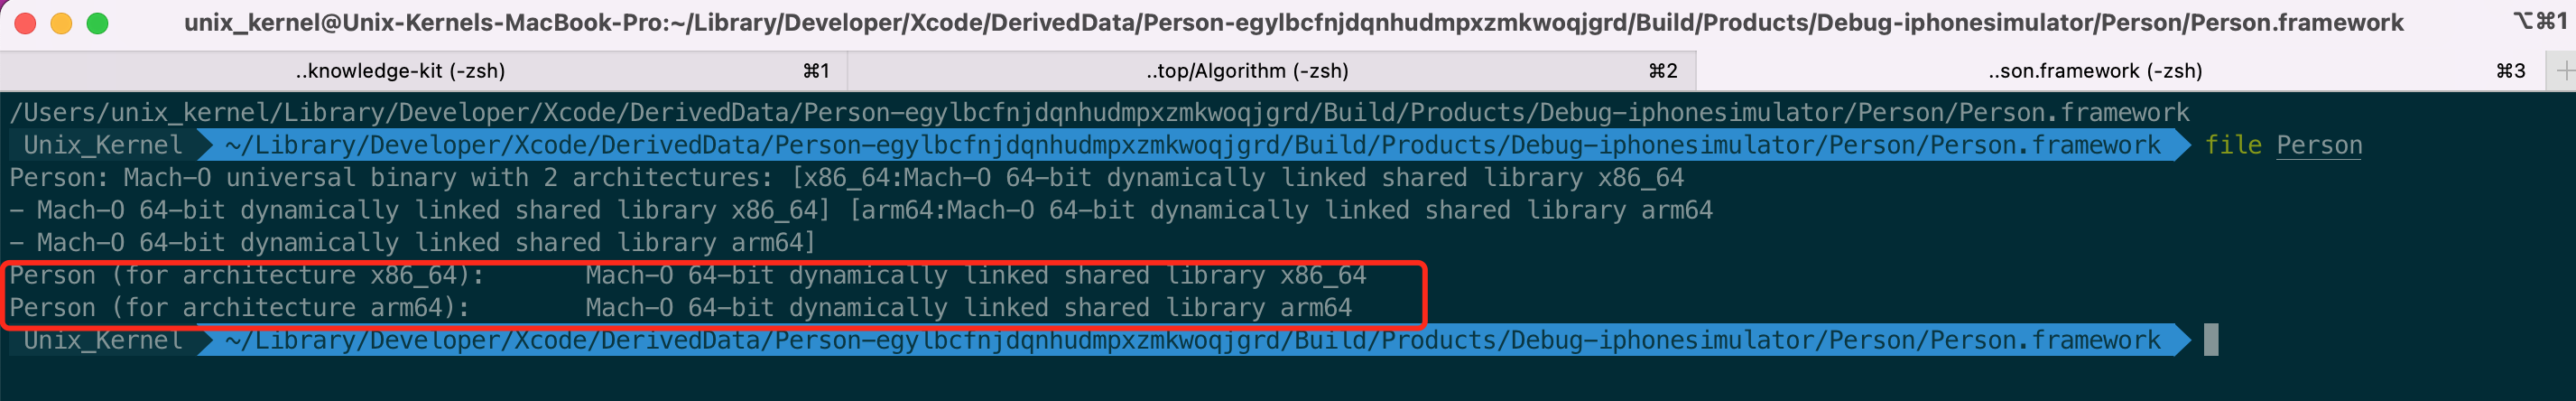 unix_kernel@Unix-Kernels-MacBook-Pro:~/Library/Developer/Xcode/DerivedData/Person-egylbcfnjdqnhudmpxzmkwoqjgrd/Build/Products/Debug-iphonesimulator/Person/Person.framework ⌥⌘1
..knowledge-kit (-zsh) ⌘1 ..top/Algorithm (-zsh) ⌘2 ..son.framework (-zsh) ⌘3 +
/Users/unix_kernel/Library/Developer/Xcode/DerivedData/Person-egylbcfnjdqnhudmpxzmkwoqjgrd/Build/Products/Debug-iphonesimulator/Person/Person.framework
Unix_Kernel ~/Library/Developer/Xcode/DerivedData/Person-egylbcfnjdqnhudmpxzmkwoqjgrd/Build/Products/Debug-iphonesimulator/Person/Person.framework file Person
Person: Mach-O universal binary with 2 architectures: [x86_64:Mach-O 64-bit dynamically linked shared library x86_64
- Mach-O 64-bit dynamically linked shared library x86_64] [arm64:Mach-O 64-bit dynamically linked shared library arm64
- Mach-O 64-bit dynamically linked shared library arm64]
Person (for architecture x86_64): Mach-O 64-bit dynamically linked shared library x86_64
Person (for architecture arm64): Mach-O 64-bit dynamically linked shared library arm64
Unix_Kernel ~/Library/Developer/Xcode/DerivedData/Person-egylbcfnjdqnhudmpxzmkwoqjgrd/Build/Products/Debug-iphonesimulator/Person/Person.framework